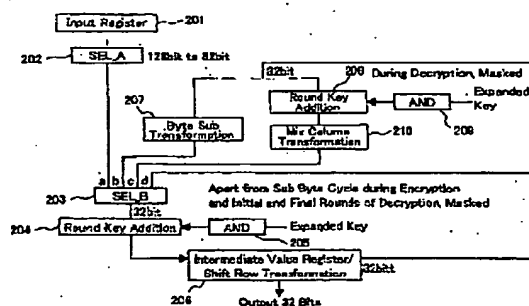 Input Register
201
202
SEL_A
128bit to 32bit
32bit
208
During Decryption, Masked
207
Round Key
Addition
AND
Expanded
Key
209
Byte Sub
Transformation
Mix Column
Transformation
210
a b c d
203
SEL_B
32bit
Apart from Sub Byte Cycle during Encryption
and Initial and Final Rounds of Decryption, Masked
204
Round Key Addition
AND
Expanded Key
205
Intermediate Value Register/
Shift Row Transformation
32bit
206
Output 32 Bits